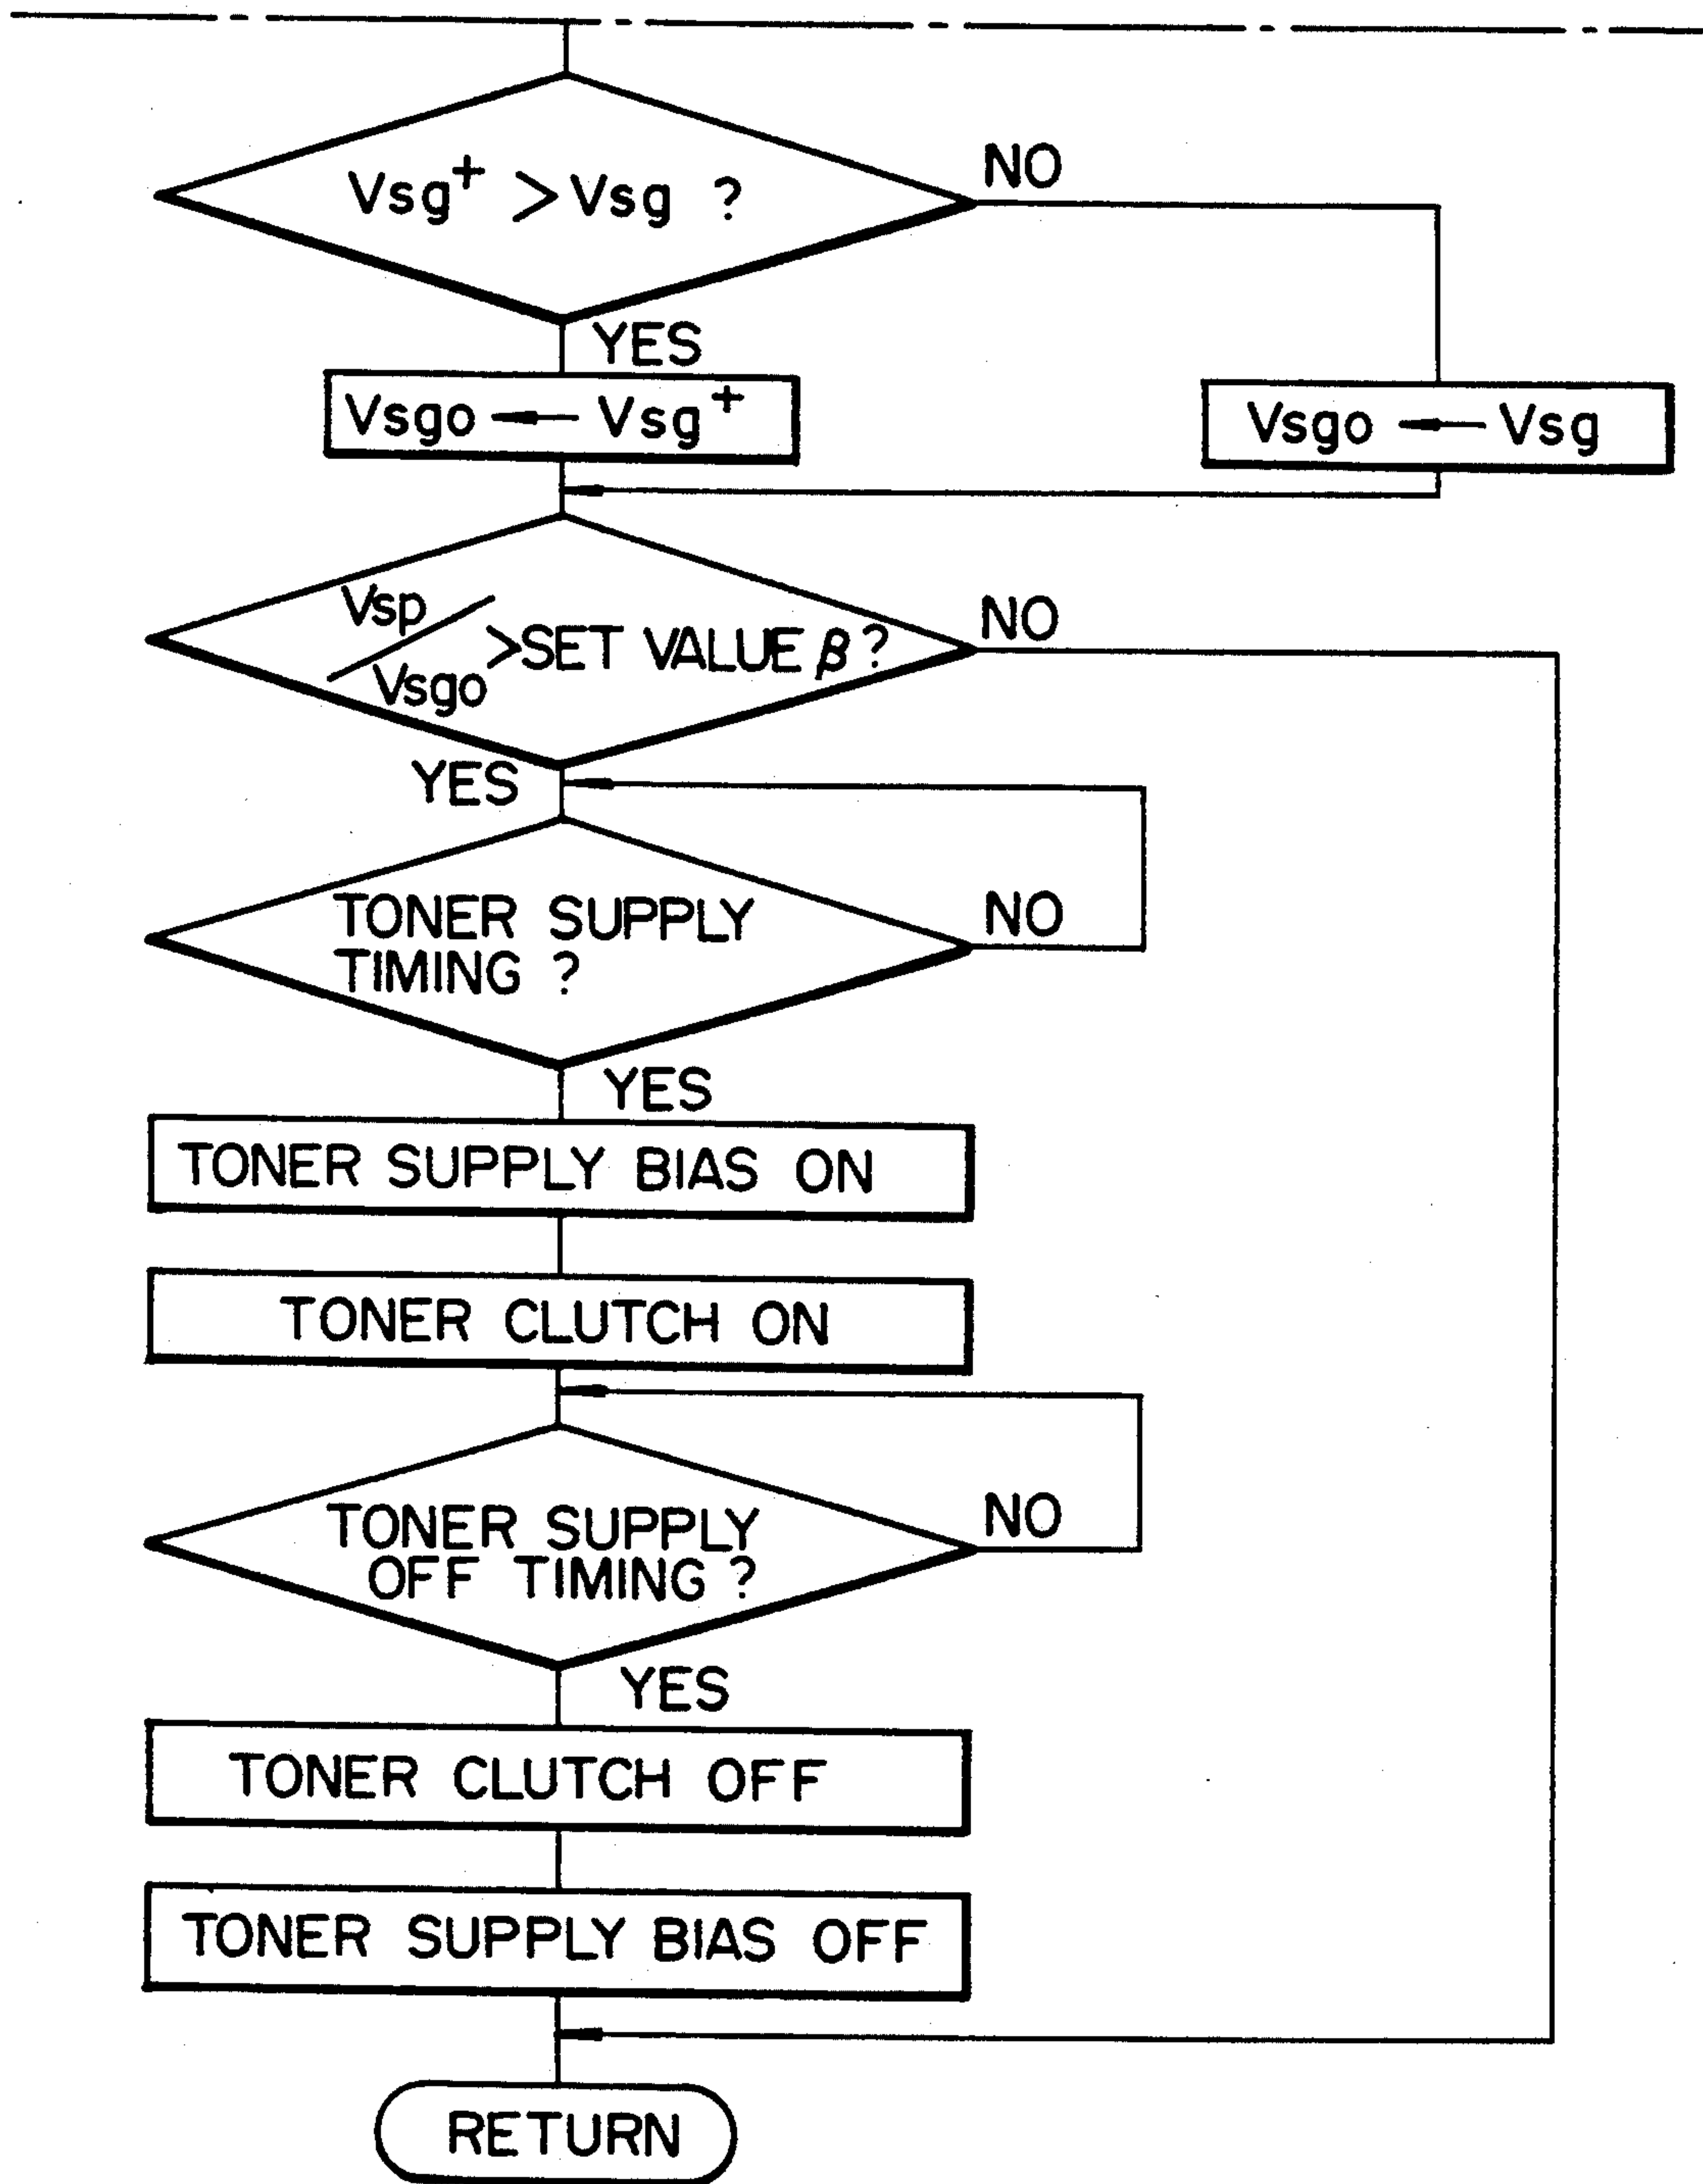 Vsg⁺ > Vsg ?
NO
YES
Vsgo ← Vsg⁺
Vsgo ← Vsg
Vsp/Vsgo > SET VALUE β ?
NO
YES
TONER SUPPLY
TIMING ?
NO
YES
TONER SUPPLY BIAS ON
TONER CLUTCH ON
TONER SUPPLY
OFF TIMING ?
NO
YES
TONER CLUTCH OFF
TONER SUPPLY BIAS OFF
RETURN